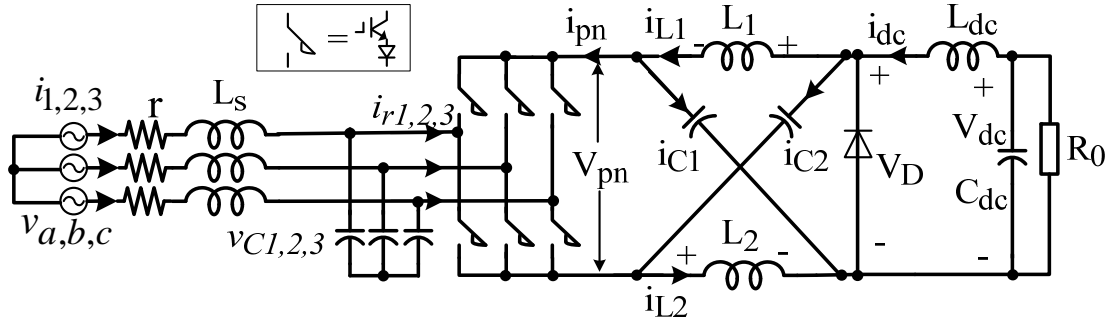 i1,2,3
r
Ls
ir1,2,3
va,b,c
vC1,2,3
=
ipn
iL1
-
L1
+
idc
Ldc
Vpn
iC1
iC2
+
VD
-
+
Vdc
Cdc
-
R0
+
L2
-
iL2